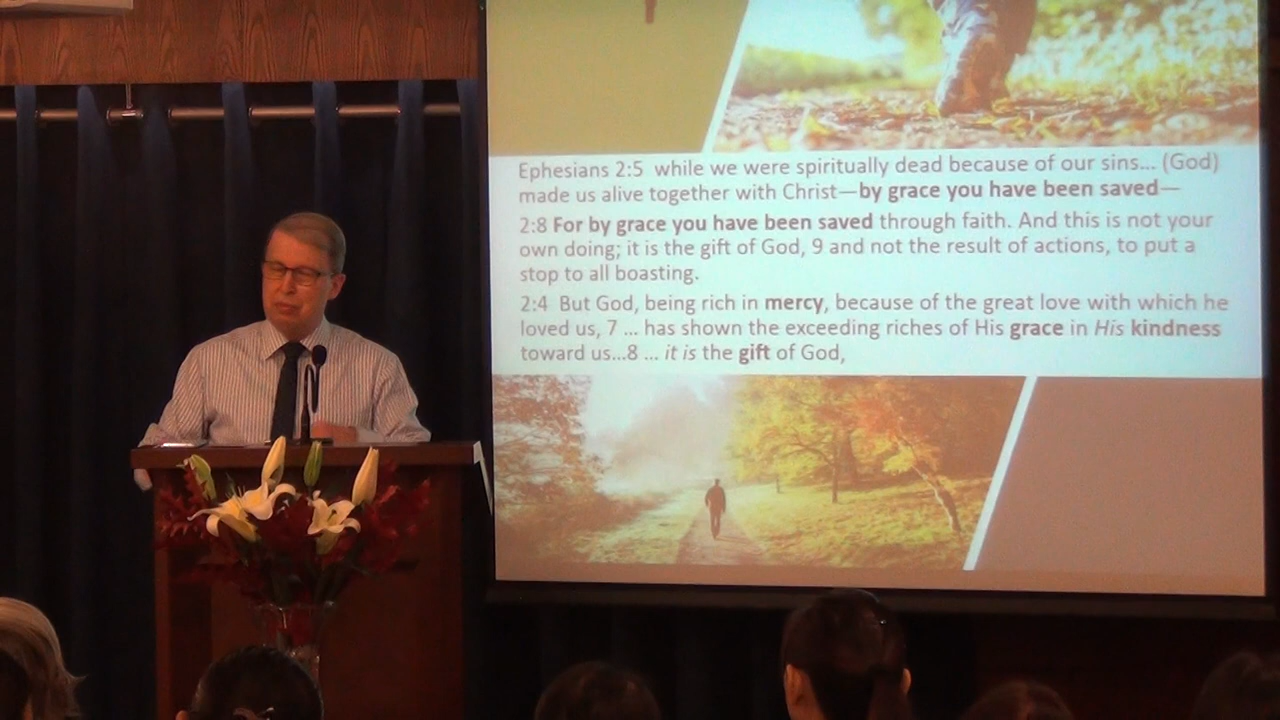 Ephesians 2:5  while we were spiritually dead because of our sins... (God)
made us alive together with Christ—by grace you have been saved—
2:8 For by grace you have been saved through faith. And this is not your
own doing; it is the gift of God, 9 and not the result of actions, to put a
stop to all boasting.
2:4  But God, being rich in mercy, because of the great love with which he
loved us, 7 ... has shown the exceeding riches of His grace in His kindness
toward us...8 ... it is the gift of God,